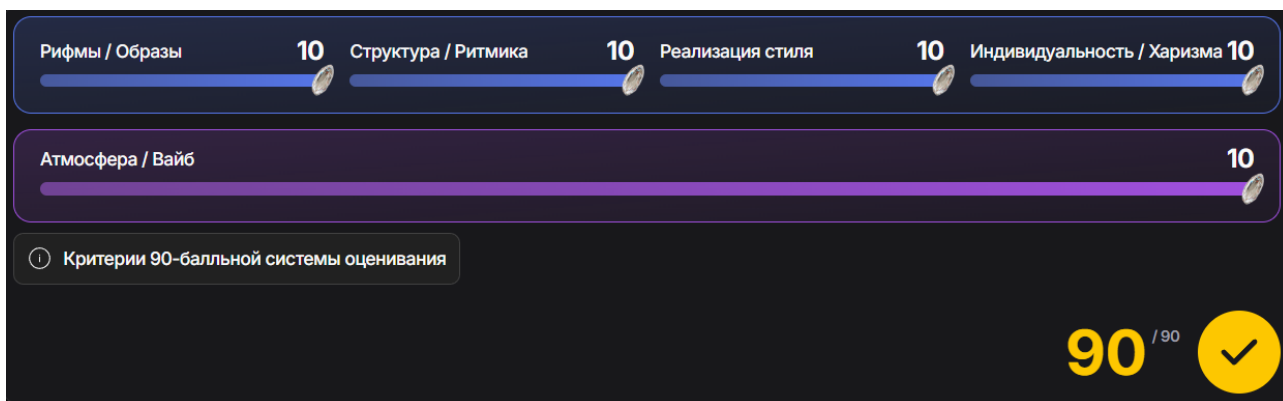 Рифмы / Образы 10 Структура / Ритмика 10 Реализация стиля 10 Индивидуальность / Харизма 10
Атмосфера / Вайб 10
Критерии 90-балльной системы оценивания
90 / 90